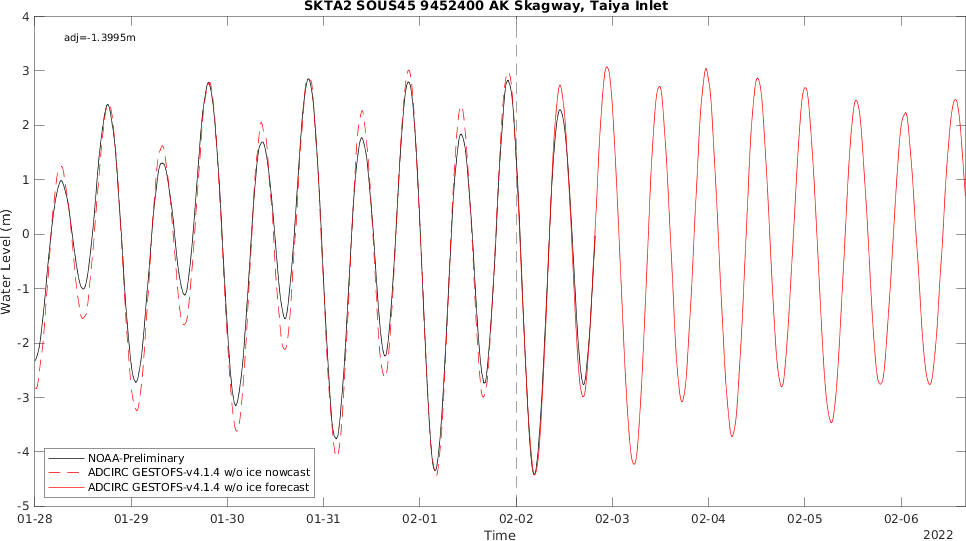 SKTA2 SOUS45 9452400 AK Skagway, Taiya Inlet
adj=-1.3995m
4
3
2
1
0
-1
-2
-3
-4
-5
Water Level (m)
NOAA-Preliminary
ADCIRC GESTOFS-v4.1.4 w/o ice nowcast
ADCIRC GESTOFS-v4.1.4 w/o ice forecast
01-28 01-29 01-30 01-31 02-01 02-02 02-03 02-04 02-05 02-06
Time
2022